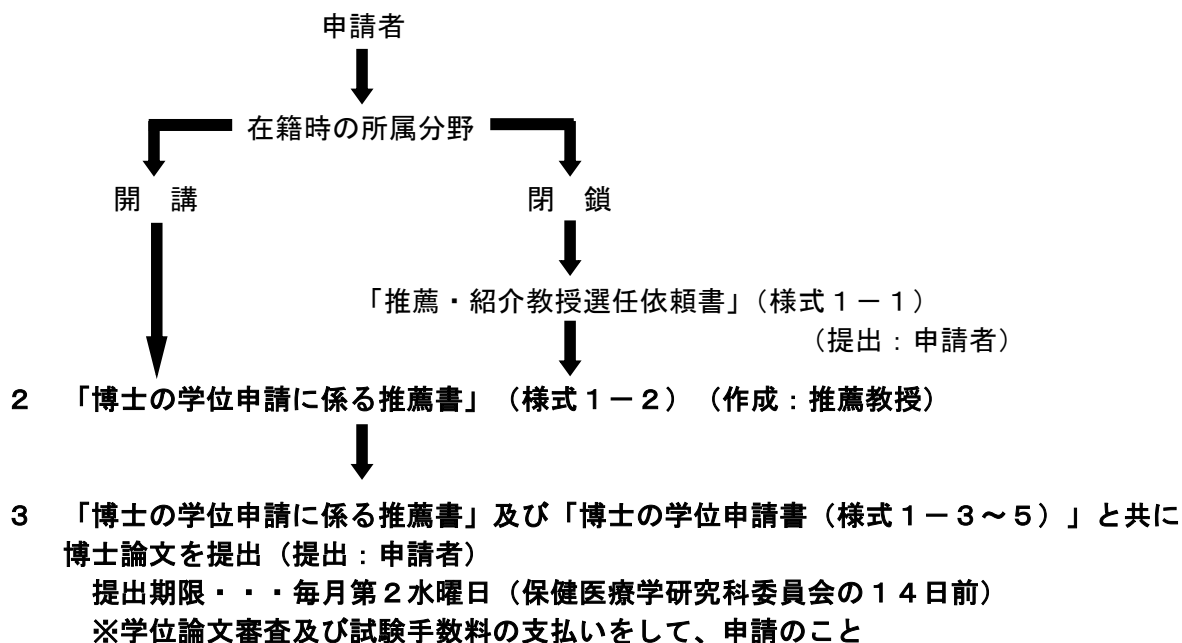 申請者
在籍時の所属分野
開　講
閉　鎖
「推薦・紹介教授選任依頼書」（様式１－１）
（提出：申請者）
２　「博士の学位申請に係る推薦書」（様式１－２）（作成：推薦教授）
３　「博士の学位申請に係る推薦書」及び「博士の学位申請書（様式１－３～５）」と共に
博士論文を提出（提出：申請者）
提出期限・・・毎月第２水曜日（保健医療学研究科委員会の１４日前）
※学位論文審査及び試験手数料の支払いをして、申請のこと